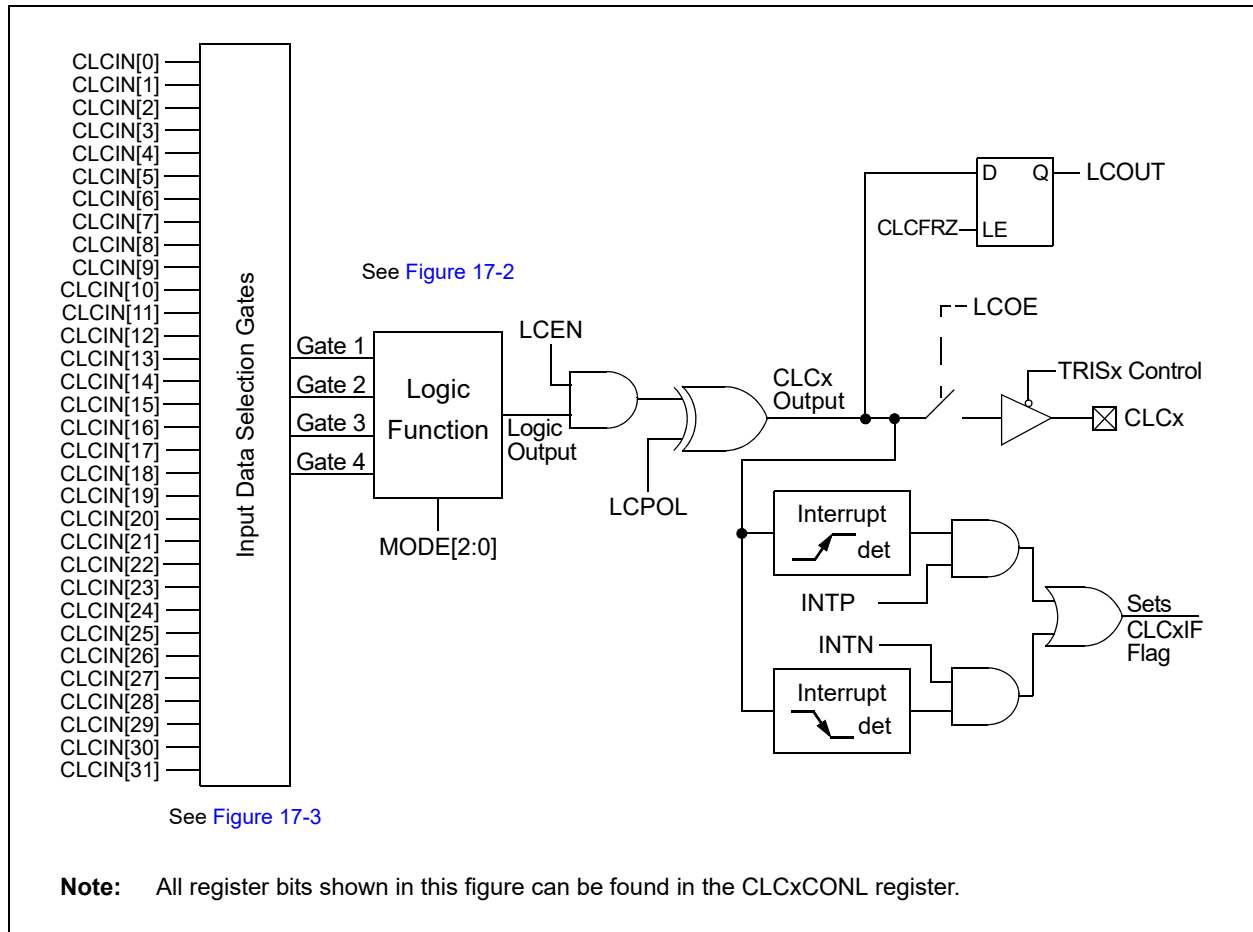 CLCIN[0]
CLCIN[1]
CLCIN[2]
CLCIN[3]
CLCIN[4]
CLCIN[5]
CLCIN[6]
CLCIN[7]
CLCIN[8]
CLCIN[9]
CLCIN[10]
CLCIN[11]
CLCIN[12]
CLCIN[13]
CLCIN[14]
CLCIN[15]
CLCIN[16]
CLCIN[17]
CLCIN[18]
CLCIN[19]
CLCIN[20]
CLCIN[21]
CLCIN[22]
CLCIN[23]
CLCIN[24]
CLCIN[25]
CLCIN[26]
CLCIN[27]
CLCIN[28]
CLCIN[29]
CLCIN[30]
CLCIN[31]
Input Data Selection Gates
See Figure 17-3
Gate 1
Gate 2
Gate 3
Gate 4
See Figure 17-2
Logic
Function
MODE[2:0]
Logic
Output
LCEN
LCPOL
CLCx
Output
D
Q
LCOUT
CLCFRZ
LE
LCOE
TRISx Control
CLCx
Interrupt
det
INTP
INTN
Interrupt
det
Sets
CLCxIF
Flag
Note: All register bits shown in this figure can be found in the CLCxCONL register.